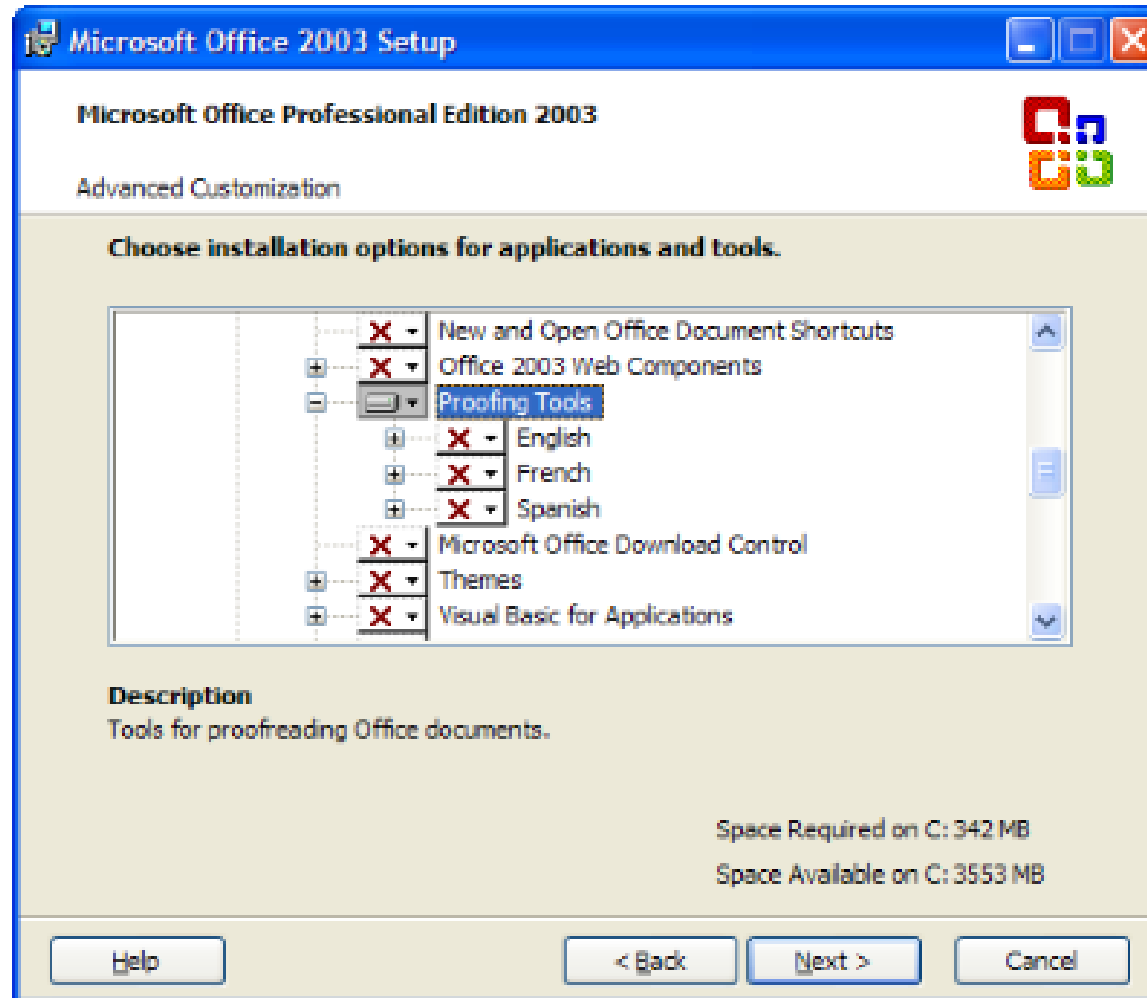 Microsoft Office 2003 Setup
Microsoft Office Professional Edition 2003
Advanced Customization
Choose installation options for applications and tools.
New and Open Office Document Shortcuts
Office 2003 Web Components
Proofing Tools
English
French
Spanish
Microsoft Office Download Control
Themes
Visual Basic for Applications
Description
Tools for proofreading Office documents.
Space Required on C: 342 MB
Space Available on C: 3553 MB
Help
< Back
Next >
Cancel